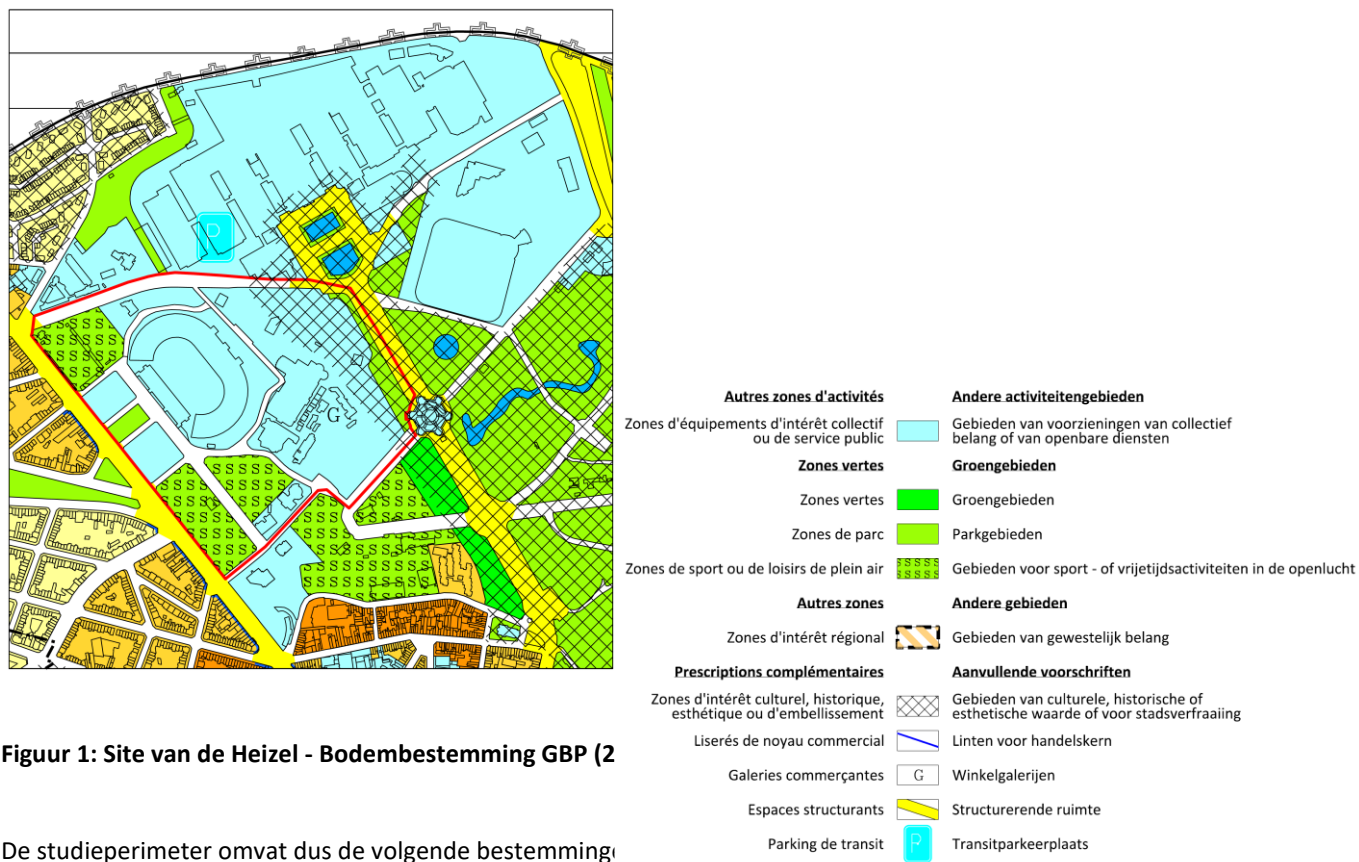 P
G
Autres zones d'activités Andere activiteitengebieden
Zones d'équipements d'intérêt collectif
ou de service public
Gebieden van voorzieningen van collectief
belang of van openbare diensten
Zones vertes Groengebieden
Zones vertes Groengebieden
Zones de parc Parkgebieden
Zones de sport ou de loisirs de plein air Gebieden voor sport - of vrijetidsactiviteiten in de openlucht
Autres zones Andere gebieden
Zones d'intérêt régional Gebieden van gewestelijk belang
Prescriptions complémentaires Aanvullende voorschriften
Zones d'intérêt culturel, historique,
esthétique ou d'embellissement
Gebieden van culturele, historische of
esthetische waarde of voor stadsverfraaiing
Liserés de noyau commercial Linten voor handelskern
Galeries commerçantes G Winkelgalerijen
Espaces structurants Structurerende ruimte
Parking de transit P Transitparkeerplaats
Figuur 1: Site van de Heizel - Bodembestemming GBP (2
De studieperimeter omvat dus de volgende